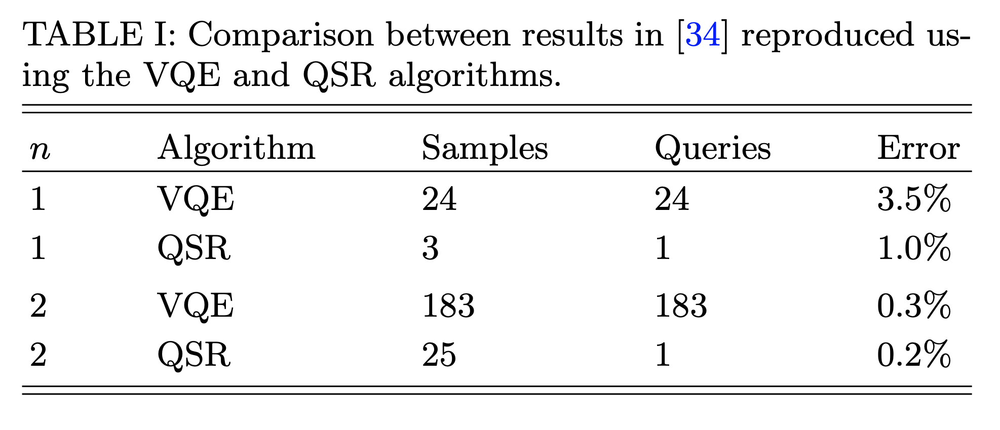 TABLE I: Comparison between results in [34] reproduced us-
ing the VQE and QSR algorithms.
n Algorithm Samples Queries Error
1 VQE 24 24 3.5%
1 QSR 3 1 1.0%
2 VQE 183 183 0.3%
2 QSR 25 1 0.2%